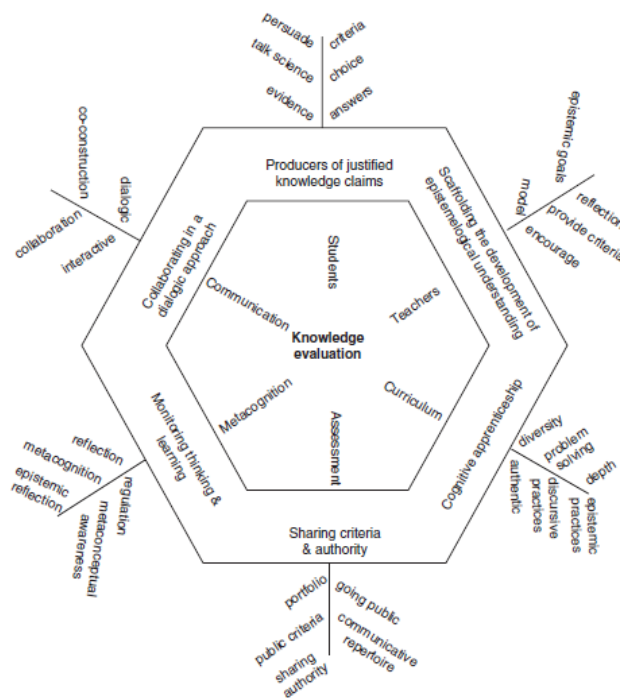 persuade
talk science
evidence
criteria
choice
answers
co-construction
dialogic
collaboration
interactive
epistemic goals
model
reflection
provide criteria
encourage
Producers of justified
knowledge claims
Collaborating in a
dialogic approach
Scaffolding the development of
epistemelogical understanding
Students
Communication
Teachers
Knowledge
evaluation
Metacognition
Curriculum
Assessment
Monitoring thinking &
learning
Cognitive apprenticeship
Sharing criteria
& authority
reflection
metacognition
epistemic
reflection
regulation
metaconceptual
awareness
diversity
problem
solving
depth
authentic
discursive
practices
epistemic
practices
portfolio
public criteria
sharing
authority
going public
communicative
repertoire